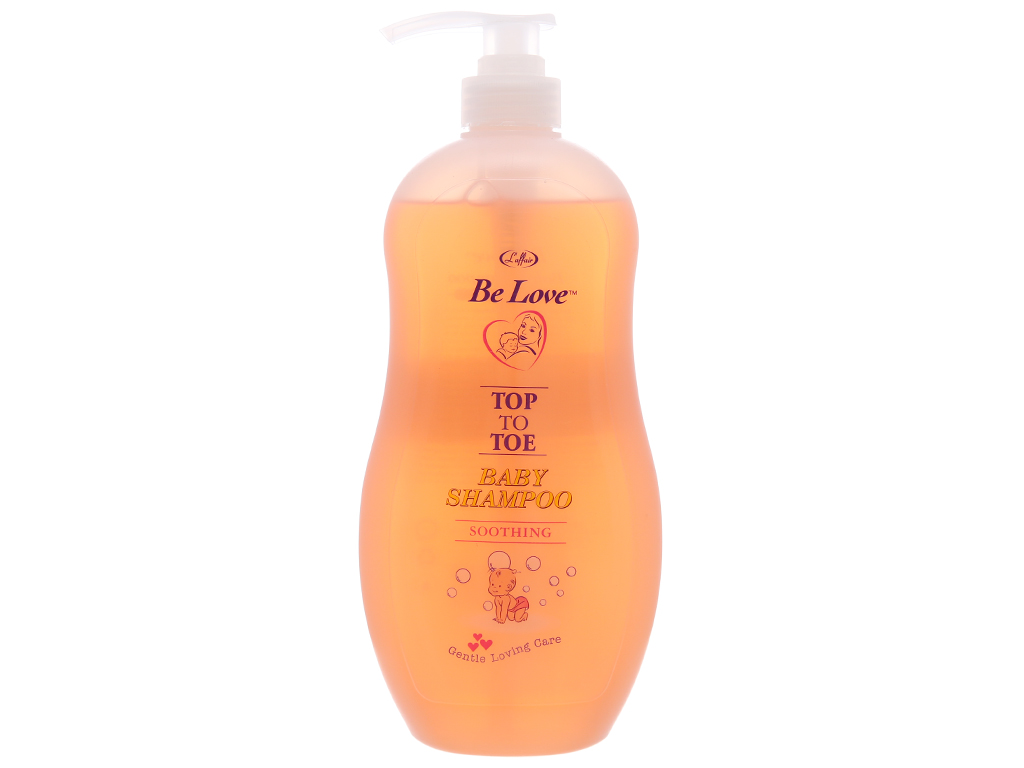 L'affair
Be Love™
TOP
TO
TOE
BABY
SHAMPOO
SOOTHING
Gentle Loving Care